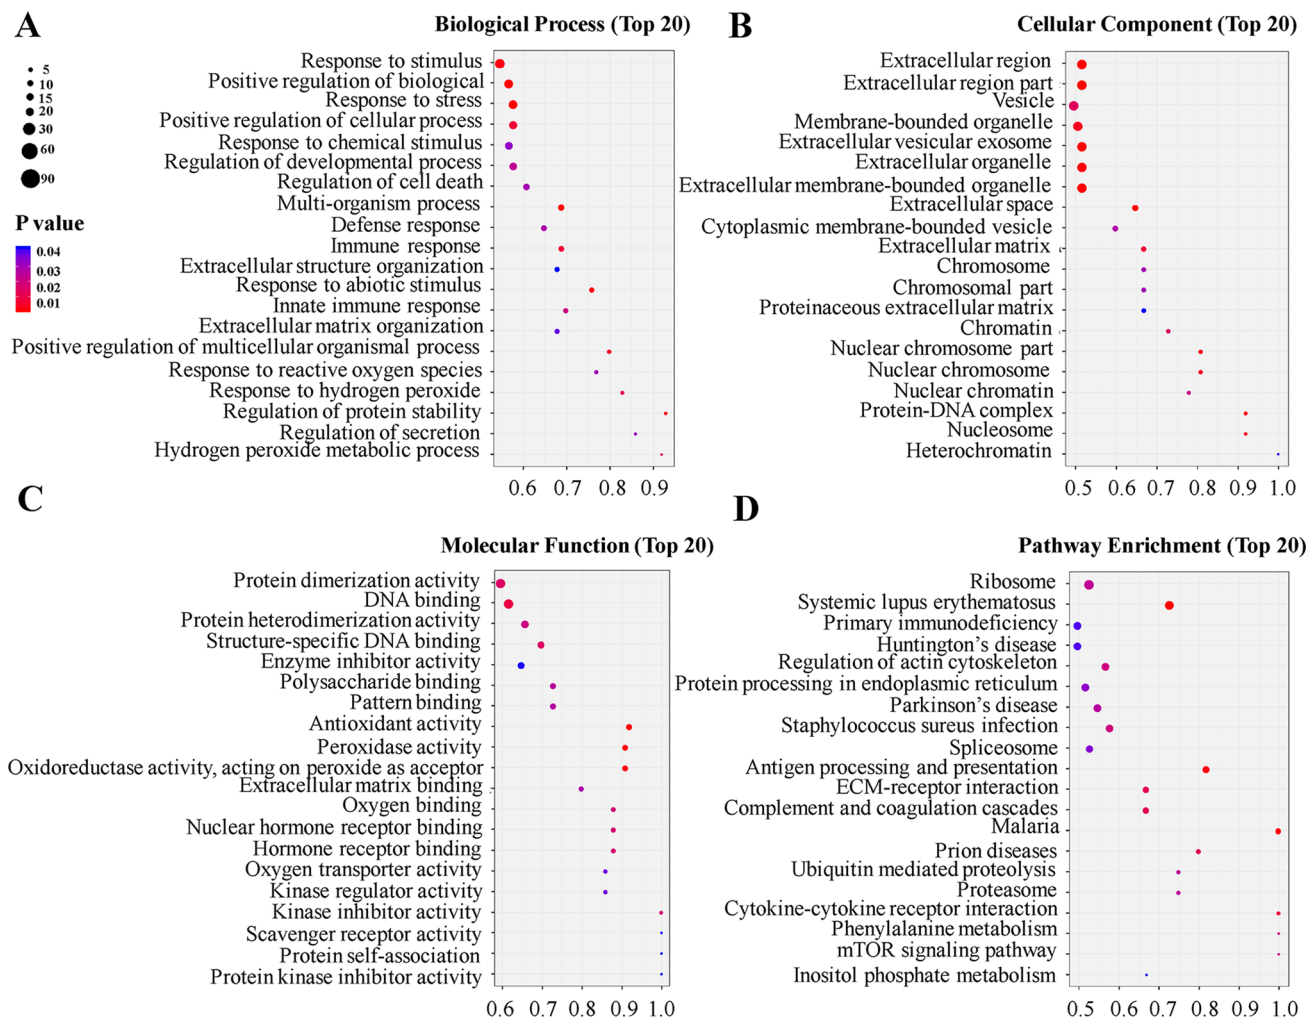 A
Biological Process (Top 20)
5
10
15
20
30
60
90
P value
0.04
0.03
0.02
0.01
Response to stimulus
Positive regulation of biological
Response to stress
Positive regulation of cellular process
Response to chemical stimulus
Regulation of developmental process
Regulation of cell death
Multi-organism process
Defense response
Immune response
Extracellular structure organization
Response to abiotic stimulus
Innate immune response
Extracellular matrix organization
Positive regulation of multicellular organismal process
Response to reactive oxygen species
Response to hydrogen peroxide
Regulation of protein stability
Regulation of secretion
Hydrogen peroxide metabolic process
0.6 0.7 0.8 0.9
B
Cellular Component (Top 20)
Extracellular region
Extracellular region part
Vesicle
Membrane-bounded organelle
Extracellular vesicular exosome
Extracellular organelle
Extracellular membrane-bounded organelle
Extracellular space
Cytoplasmic membrane-bounded vesicle
Extracellular matrix
Chromosome
Chromosomal part
Proteinaceous extracellular matrix
Chromatin
Nuclear chromosome part
Nuclear chromosome
Nuclear chromatin
Protein-DNA complex
Nucleosome
Heterochromatin
0.5 0.6 0.7 0.8 0.9 1.0
C
Molecular Function (Top 20)
Protein dimerization activity
DNA binding
Protein heterodimerization activity
Structure-specific DNA binding
Enzyme inhibitor activity
Polysaccharide binding
Pattern binding
Antioxidant activity
Peroxidase activity
Oxidoreductase activity, acting on peroxide as acceptor
Extracellular matrix binding
Oxygen binding
Nuclear hormone receptor binding
Hormone receptor binding
Oxygen transporter activity
Kinase regulator activity
Kinase inhibitor activity
Scavenger receptor activity
Protein self-association
Protein kinase inhibitor activity
0.6 0.7 0.8 0.9 1.0
D
Pathway Enrichment (Top 20)
Ribosome
Systemic lupus erythematosus
Primary immunodeficiency
Huntington's disease
Regulation of actin cytoskeleton
Protein processing in endoplasmic reticulum
Parkinson's disease
Staphylococcus sureus infection
Spliceosome
Antigen processing and presentation
ECM-receptor interaction
Complement and coagulation cascades
Malaria
Prion diseases
Ubiquitin mediated proteolysis
Proteasome
Cytokine-cytokine receptor interaction
Phenylalanine metabolism
mTOR signaling pathway
Inositol phosphate metabolism
0.5 0.6 0.7 0.8 0.9 1.0